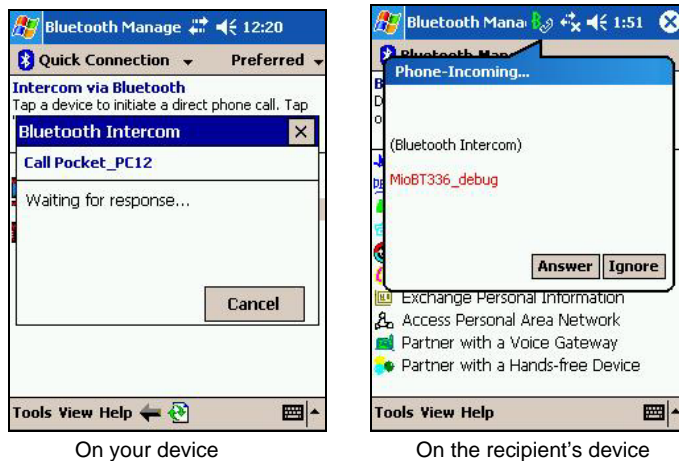 Bluetooth Manage 12:20
Quick Connection Preferred
Intercom via Bluetooth
Tap a device to initiate a direct phone call. Tap
Bluetooth Intercom
Call Pocket_PC12
Waiting for response...
Cancel
Tools View Help
On your device
Bluetooth Mana 1:51
Bluetooth Man
Phone-Incoming...
(Bluetooth Intercom)
MioBT336_debug
Answer Ignore
Exchange Personal Information
Access Personal Area Network
Partner with a Voice Gateway
Partner with a Hands-free Device
Tools View Help
On the recipient's device